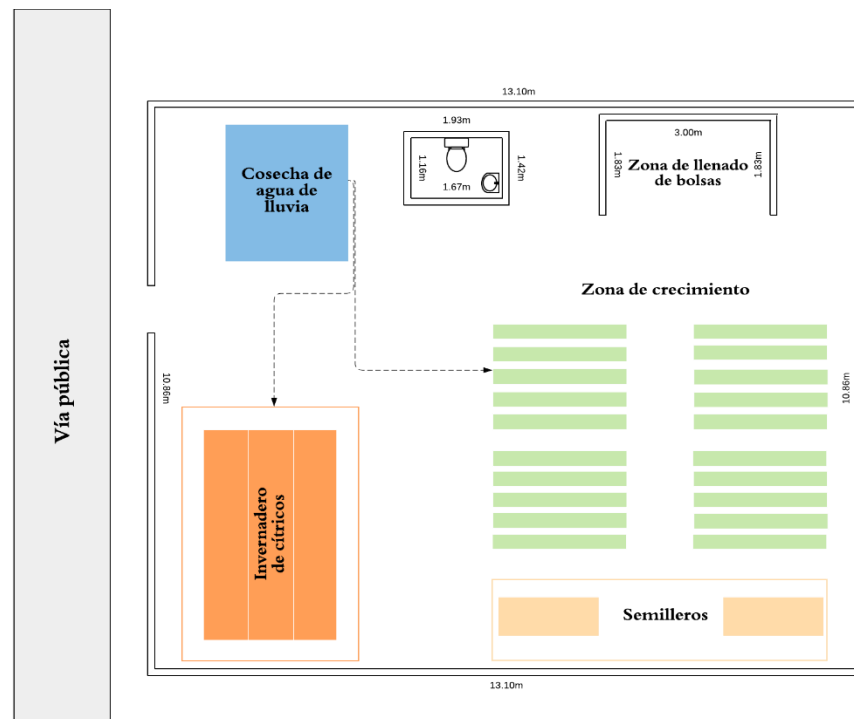 13.10m
1.93m
3.00m
Cosecha de
agua de
lluvia
1.16m
1.67m
1.42m
1.83m
Zona de llenado
de bolsas
1.83m
Zona de crecimiento
Vía pública
10.86m
10.86m
Invernadero
de cítricos
Semilleros
13.10m